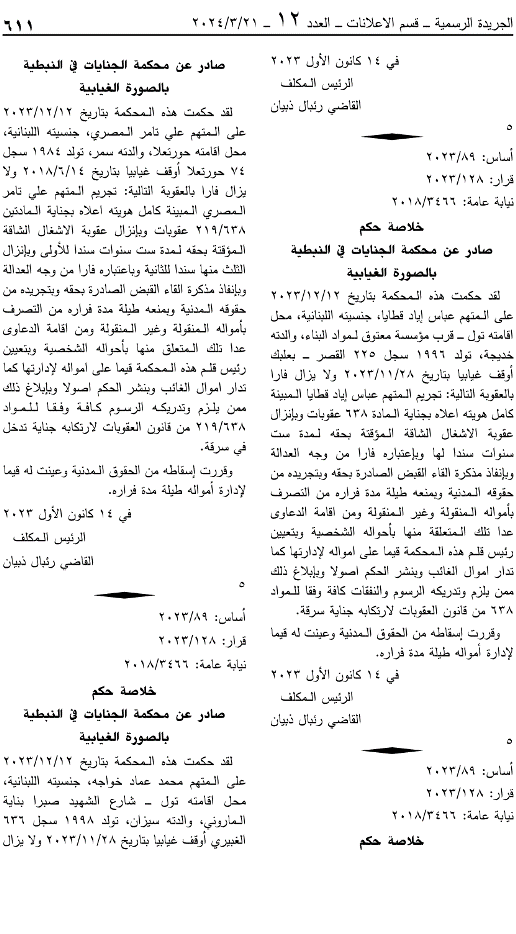 الجريدة الرسمية ـ قسم الاعلانات ـ العدد ١٢ ـ ٢٠٢٤/٣/٢١
٦١١
في ١٤ كانون الأول ٢٠٢٣
الرئيس المكلف
القاضي رئبال ذبيان
٥
أساس: ٢٠٢٣/٨٩
قرار: ٢٠٢٣/١٢٨
نيابة عامة: ٢٠١٨/٣٤٦٦
خلاصة حكم
صادر عن محكمة الجنايات في النبطية
بالصورة الغيابية
لقد حكمت هذه المحكمة بتاريخ ٢٠٢٣/١٢/١٢
على المتهم عباس إياد قطايا، جنسيته اللبنانية، محل
اقامته تول ـ قرب مؤسسة معتوق لمواد البناء، والدته
خديجة، تولد ١٩٩٦ سجل ٢٢٥ القصر ـ بعلبك
أوقف غيابيا بتاريخ ٢٠٢٣/١١/٢٨ ولا يزال فارا
بالعقوبة التالية: تجريم المتهم عباس إياد قطايا المبينة
كامل هويته اعلاه بجناية المادة ٦٣٨ عقوبات وبإنزال
عقوبة الاشغال الشاقة المؤقتة بحقه لمدة ست
سنوات سندا لها وبإعتباره فارا من وجه العدالة
وبإنفاذ مذكرة القاء القبض الصادرة بحقه وبتجريده من
حقوقه المدنية وبمنعه طيلة مدة فراره من التصرف
بأمواله المنقولة وغير المنقولة ومن اقامة الدعاوى
عدا تلك المتعلقة منها بأحواله الشخصية وبتعيين
رئيس قلم هذه المحكمة قيما على امواله لإدارتها كما
تدار اموال الغائب وبنشر الحكم اصولا وبإبلاغ ذلك
ممن يلزم وتدريكه الرسوم والنفقات كافة وفقا للمواد
٦٣٨ من قانون العقوبات لارتكابه جناية سرقة.
وقررت إسقاطه من الحقوق المدنية وعينت له قيما
لإدارة أمواله طيلة مدة فراره.
في ١٤ كانون الأول ٢٠٢٣
الرئيس المكلف
القاضي رئبال ذبيان
٥
أساس: ٢٠٢٣/٨٩
قرار: ٢٠٢٣/١٢٨
نيابة عامة: ٢٠١٨/٣٤٦٦
خلاصة حكم
صادر عن محكمة الجنايات في النبطية
بالصورة الغيابية
لقد حكمت هذه المحكمة بتاريخ ٢٠٢٣/١٢/١٢
على المتهم علي تامر المصري، جنسيته اللبنانية،
محل اقامته حورتعلا، والدته سمر، تولد ١٩٨٤ سجل
٧٤ حورتعلا أوقف غيابيا بتاريخ ٢٠١٨/٦/١٤ ولا
يزال فارا بالعقوبة التالية: تجريم المتهم علي تامر
المصري المبينة كامل هويته اعلاه بجناية المادتين
٢١٩/٦٣٨ عقوبات وبإنزال عقوبة الاشغال الشاقة
المؤقتة بحقه لمدة ست سنوات سندا للأولى وبإنزال
الثلث منها سندا للثانية وباعتباره فارا من وجه العدالة
وبإنفاذ مذكرة القاء القبض الصادرة بحقه وبتجريده من
حقوقه المدنية وبمنعه طيلة مدة فراره من التصرف
بأمواله المنقولة وغير المنقولة ومن اقامة الدعاوى
عدا تلك المتعلق منها بأحواله الشخصية وبتعيين
رئيس قلم هذه المحكمة قيما على امواله لإدارتها كما
تدار اموال الغائب وبنشر الحكم اصولا وبإبلاغ ذلك
ممن يلزم وتدريكه الرسوم كافة وفقا للمواد
٢١٩/٦٣٨ من قانون العقوبات لارتكابه جناية تدخل
في سرقة.
وقررت إسقاطه من الحقوق المدنية وعينت له قيما
لإدارة أمواله طيلة مدة فراره.
في ١٤ كانون الأول ٢٠٢٣
الرئيس المكلف
القاضي رئبال ذبيان
٥
أساس: ٢٠٢٣/٨٩
قرار: ٢٠٢٣/١٢٨
نيابة عامة: ٢٠١٨/٣٤٦٦
خلاصة حكم
صادر عن محكمة الجنايات في النبطية
بالصورة الغيابية
لقد حكمت هذه المحكمة بتاريخ ٢٠٢٣/١٢/١٢
على المتهم محمد عماد خواجه، جنسيته اللبنانية،
محل اقامته تول ـ شارع الشهيد صبرا بناية
الماروني، والدته سيزان، تولد ١٩٩٨ سجل ٦٣٦
الغبيري أوقف غيابيا بتاريخ ٢٠٢٣/١١/٢٨ ولا يزال